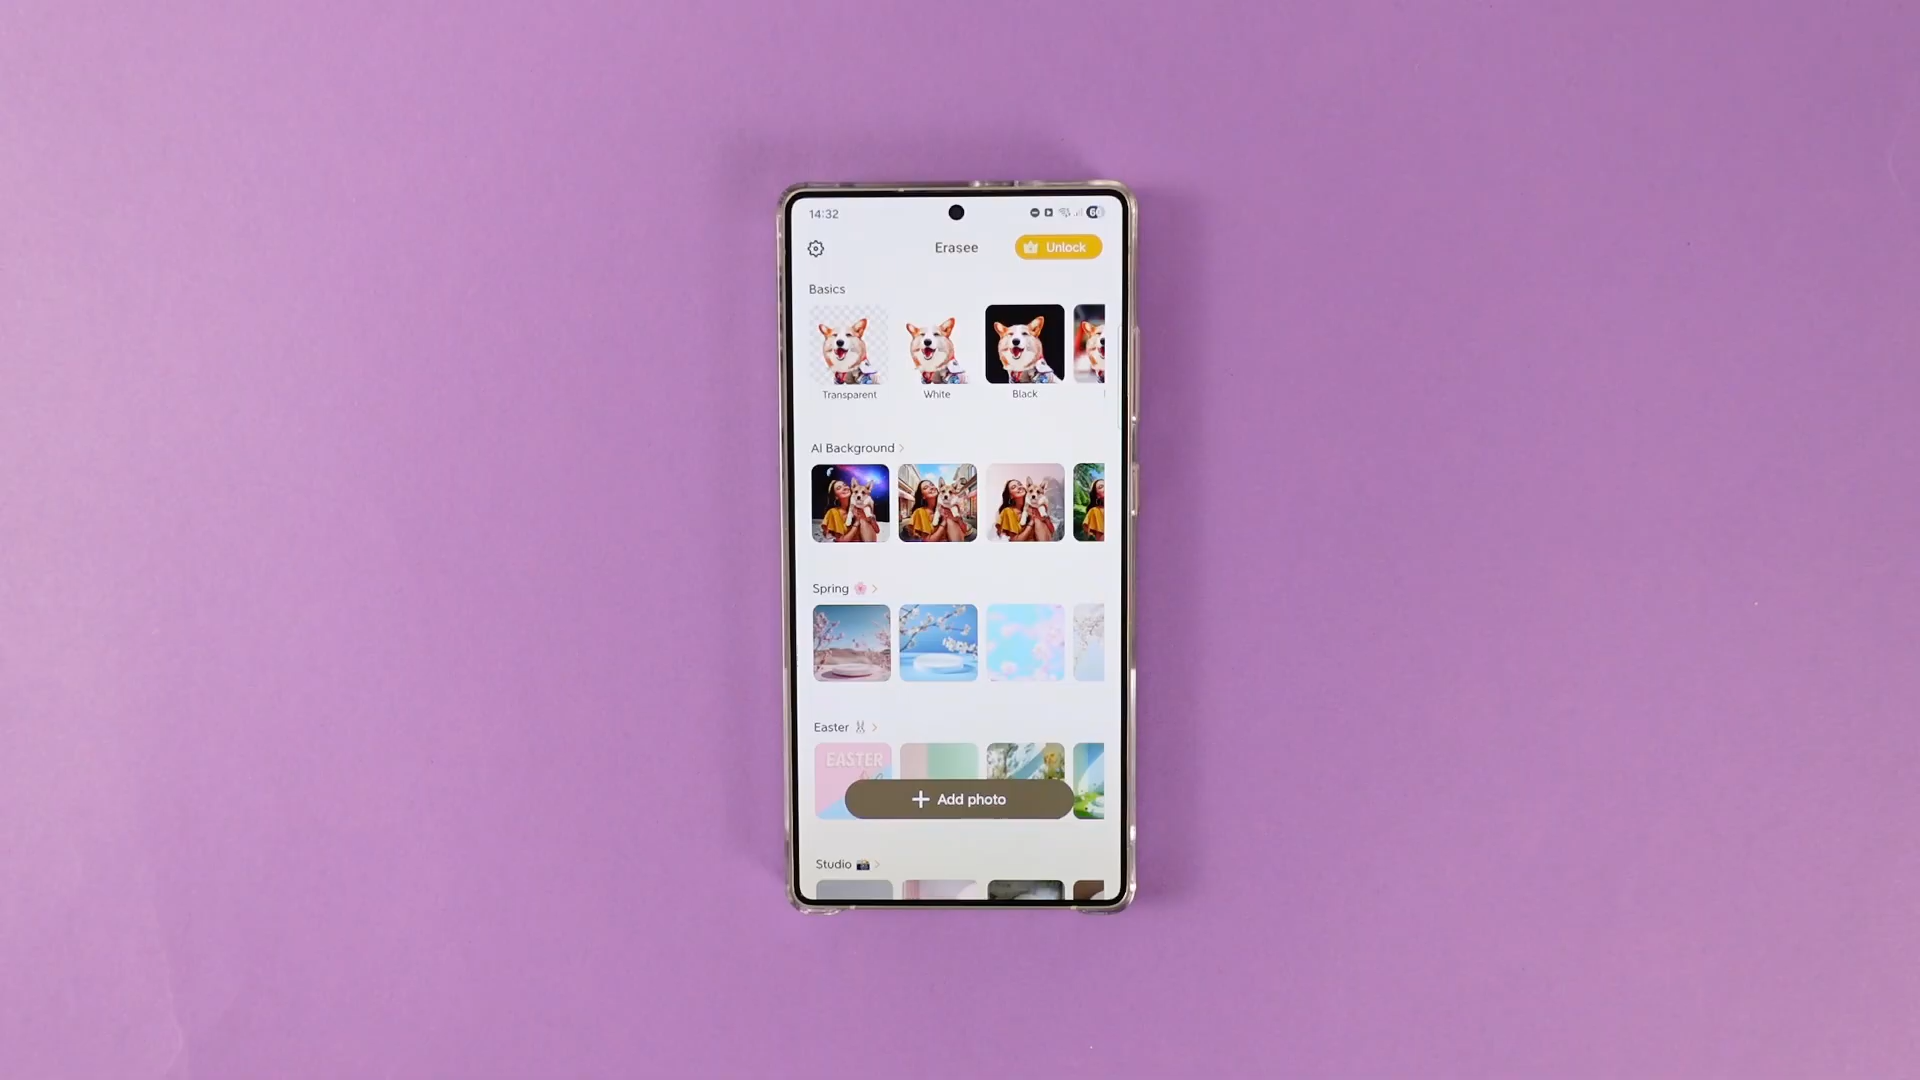 14:32
Erasee
Unlock
Basics
Transparent
White
Black
AI Background
Spring
Easter
EASTER
Add photo
Studio